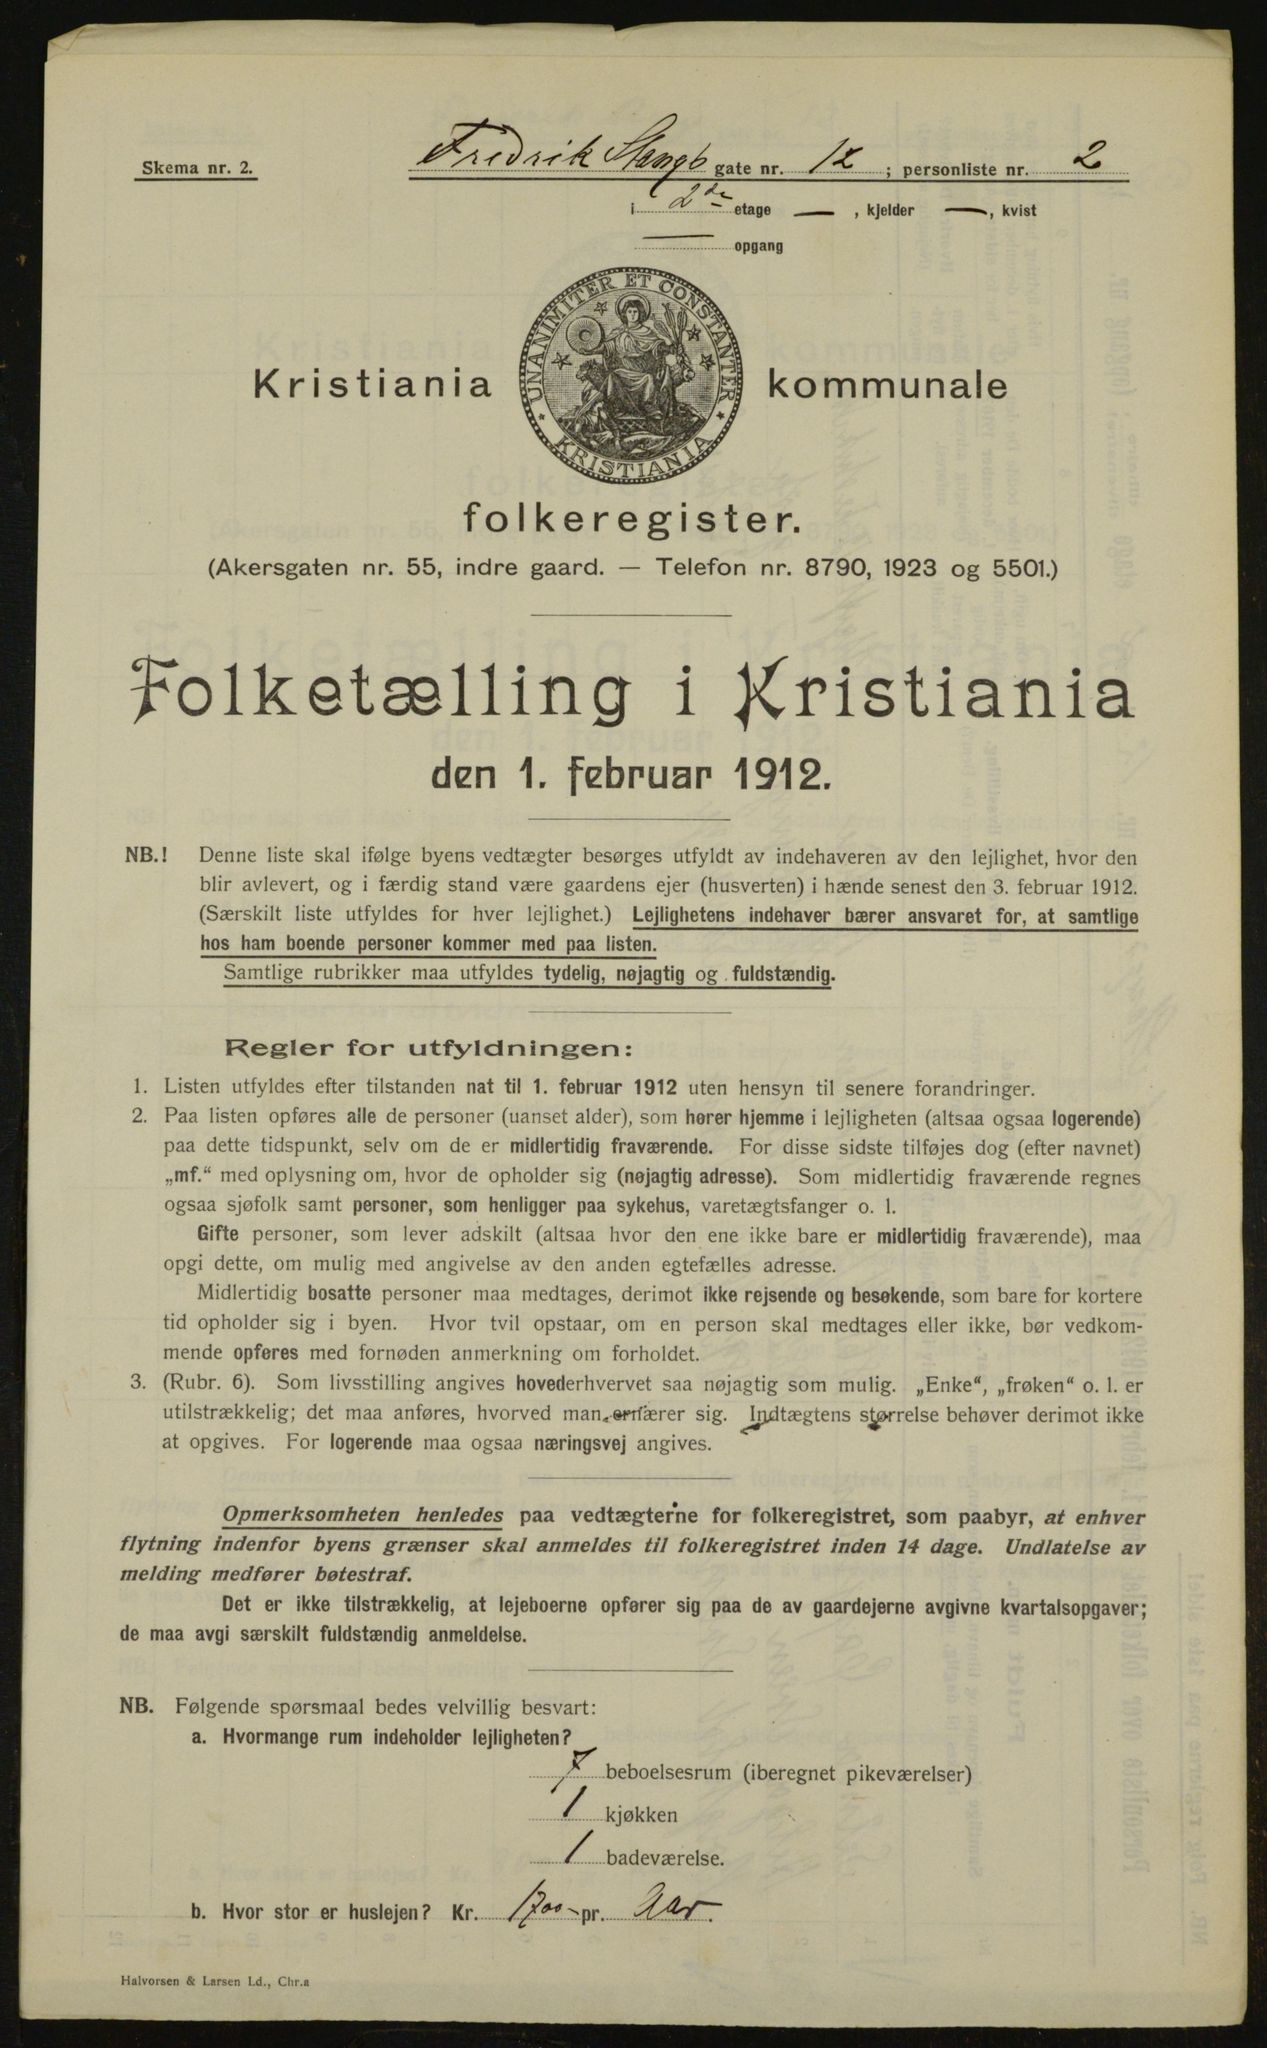 Skema nr. 2.
Fredrik Stangs gate nr. 12 ; personliste nr. 2
i 2de etage — , kjelder —, kvist
— opgang
UNANIMITER ET CONSTANTER
KRISTIANIA
Kristiania kommunale
folkeregister.
(Akersgaten nr. 55, indre gaard. — Telefon nr. 8790, 1923 og 5501.)
Folketælling i Kristiania
den 1. februar 1912.
NB.! Denne liste skal ifølge byens vedtægter besørges utfyldt av indehaveren av den lejlighet, hvor den
blir avlevert, og i færdig stand være gaardens ejer (husverten) i hænde senest den 3. februar 1912.
(Særskilt liste utfyldes for hver lejlighet.) Lejlighetens indehaver bærer ansvaret for, at samtlige
hos ham boende personer kommer med paa listen.
Samtlige rubrikker maa utfyldes tydelig, nøjagtig og fuldstændig.
Regler for utfyldningen:
1. Listen utfyldes efter tilstanden nat til 1. februar 1912 uten hensyn til senere forandringer.
2. Paa listen opføres alle de personer (uanset alder), som hører hjemme i lejligheten (altsaa ogsaa logerende)
paa dette tidspunkt, selv om de er midlertidig fraværende. For disse sidste tilføjes dog (efter navnet)
„mf.“ med oplysning om, hvor de opholder sig (nøjagtig adresse). Som midlertidig fraværende regnes
ogsaa sjøfolk samt personer, som henligger paa sykehus, varetægtsfanger o. l.
Gifte personer, som lever adskilt (altsaa hvor den ene ikke bare er midlertidig fraværende), maa
opgi dette, om mulig med angivelse av den anden egtefælles adresse.
Midlertidig bosatte personer maa medtages, derimot ikke rejsende og besøkende, som bare for kortere
tid opholder sig i byen. Hvor tvil opstaar, om en person skal medtages eller ikke, bør vedkom-
mende opføres med fornøden anmerkning om forholdet.
3. (Rubr. 6). Som livsstilling angives hovederhvervet saa nøjagtig som mulig. „Enke“, „frøken“ o. l. er
utilstrækkelig; det maa anføres, hvorved man ernærer sig. Indtægtens størrelse behøver derimot ikke
at opgives. For logerende maa ogsaa næringsvej angives.
Opmerksomheten henledes paa vedtægterne for folkeregistret, som paabyr, at enhver
flytning indenfor byens grænser skal anmeldes til folkeregistret inden 14 dage. Undlatelse av
melding medfører bøtestraf.
Det er ikke tilstrækkelig, at lejeboerne opfører sig paa de av gaardejerne avgivne kvartalsopgaver;
de maa avgi særskilt fuldstændig anmeldelse.
NB. Følgende spørsmaal bedes velvillig besvart:
a. Hvormange rum indeholder lejligheten?
7 beboelsesrum (iberegnet pikeværelser)
1 kjøkken
1 badeværelse.
b. Hvor stor er huslejen? Kr. 1700- pr. Aar.
Halvorsen & Larsen Ld., Chr.a